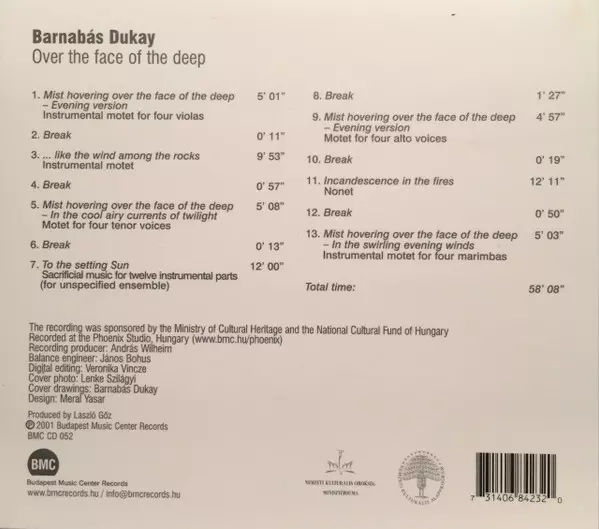 Barnabás Dukay
Over the face of the deep
1. Mist hovering over the face of the deep 5' 01"
– Evening version
Instrumental motet for four violas
2. Break 0' 11"
3. ... like the wind among the rocks 9' 53"
Instrumental motet
4. Break 0' 57"
5. Mist hovering over the face of the deep 5' 08"
– In the cool airy currents of twilight
Motet for four tenor voices
6. Break 0' 13"
7. To the setting Sun 12' 00"
Sacrificial music for twelve instrumental parts
(for unspecified ensemble)
8. Break 1' 27"
9. Mist hovering over the face of the deep 4' 57"
– Evening version
Motet for four alto voices
10. Break 0' 19"
11. Incandescence in the fires 12' 11"
Nonet
12. Break 0' 50"
13. Mist hovering over the face of the deep 5' 03"
– In the swirling evening winds
Instrumental motet for four marimbas
Total time: 58' 08"
The recording was sponsored by the Ministry of Cultural Heritage and the National Cultural Fund of Hungary
Recorded at the Phoenix Studio, Hungary (www.bmc.hu/phoenix)
Recording producer: András Wilheim
Balance engineer: János Bohus
Digital editing: Veronika Vincze
Cover photo: Lenke Szilágyi
Cover drawings: Barnabás Dukay
Design: Meral Yasar
Produced by László Gőz
℗ 2001 Budapest Music Center Records
BMC CD 052
BMC
Budapest Music Center Records
www.bmcrecords.hu / info@bmcrecords.hu
NEMZETI KULTURÁLIS ÖRÖKSÉG
MINISZTÉRIUMA
7 31406 84232 0